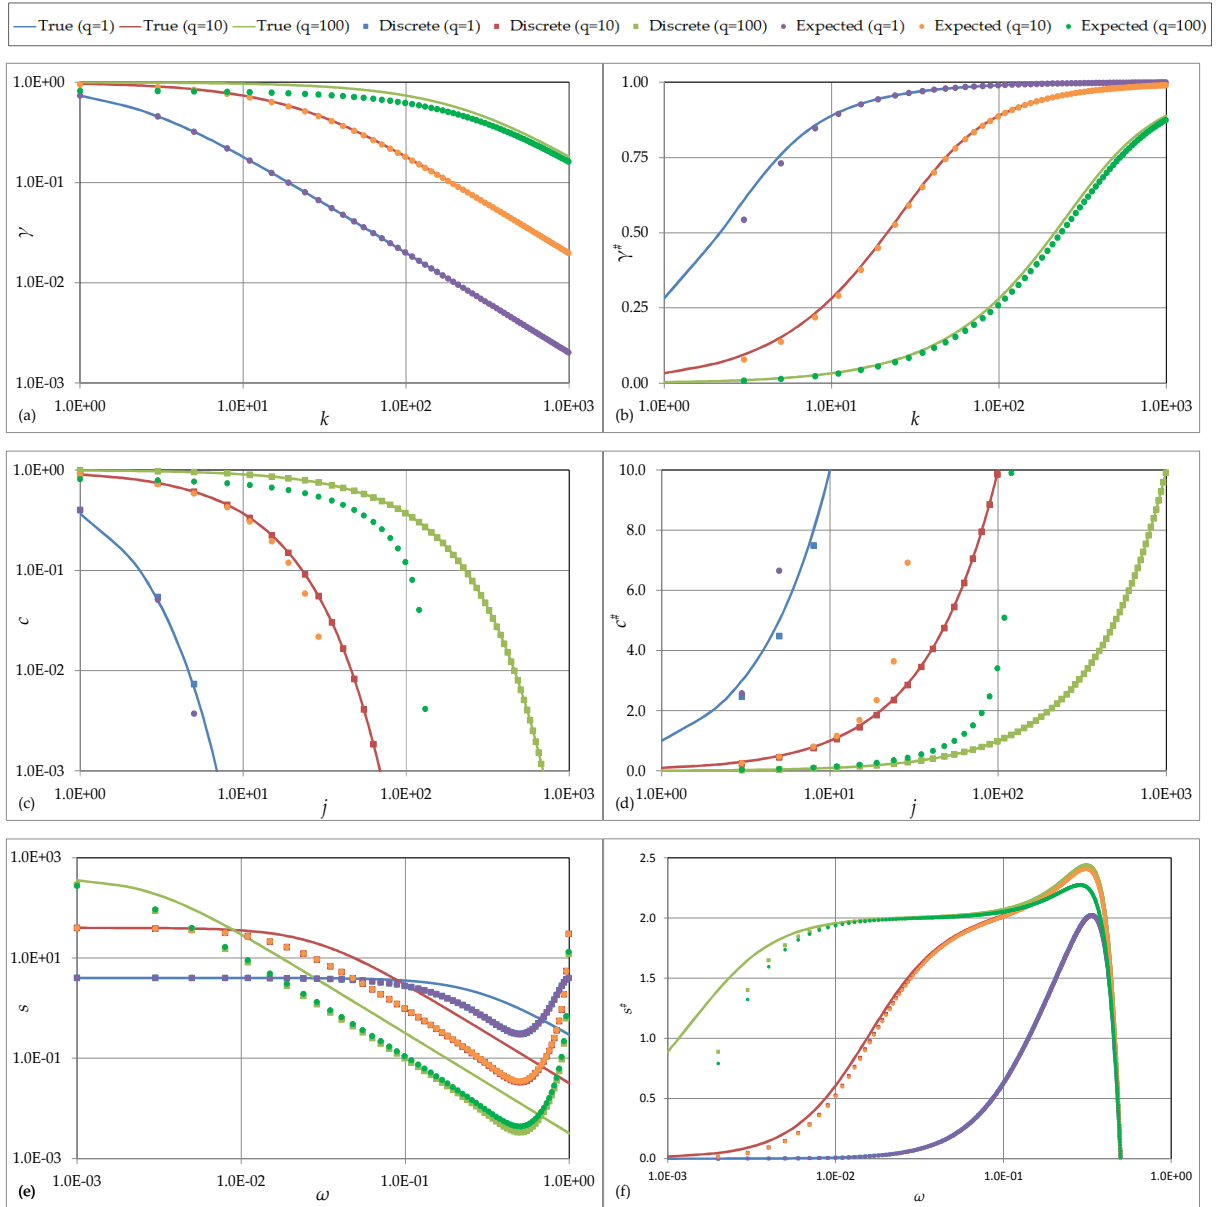 True (q=1) True (q=10) True (q=100) Discrete (q=1) Discrete (q=10) Discrete (q=100) Expected (q=1) Expected (q=10) Expected (q=100)
1.0E+00
1.0E-01
1.0E-02
1.0E-03
γ
1.0E+00 1.0E+01 1.0E+02 1.0E+03
(a) k
1.00
0.75
0.50
0.25
0.00
γ#
1.0E+00 1.0E+01 1.0E+02 1.0E+03
(b) k
1.0E+00
1.0E-01
1.0E-02
1.0E-03
c
1.0E+00 1.0E+01 1.0E+02 1.0E+03
(c) j
10.0
8.0
6.0
4.0
2.0
0.0
c#
1.0E+00 1.0E+01 1.0E+02 1.0E+03
(d) j
1.0E+03
1.0E+01
1.0E-01
1.0E-03
s
1.0E-03 1.0E-02 1.0E-01 1.0E+00
(e) ω
2.5
2.0
1.5
1.0
0.5
0.0
s#
1.0E-03 1.0E-02 1.0E-01 1.0E+00
(f) ω